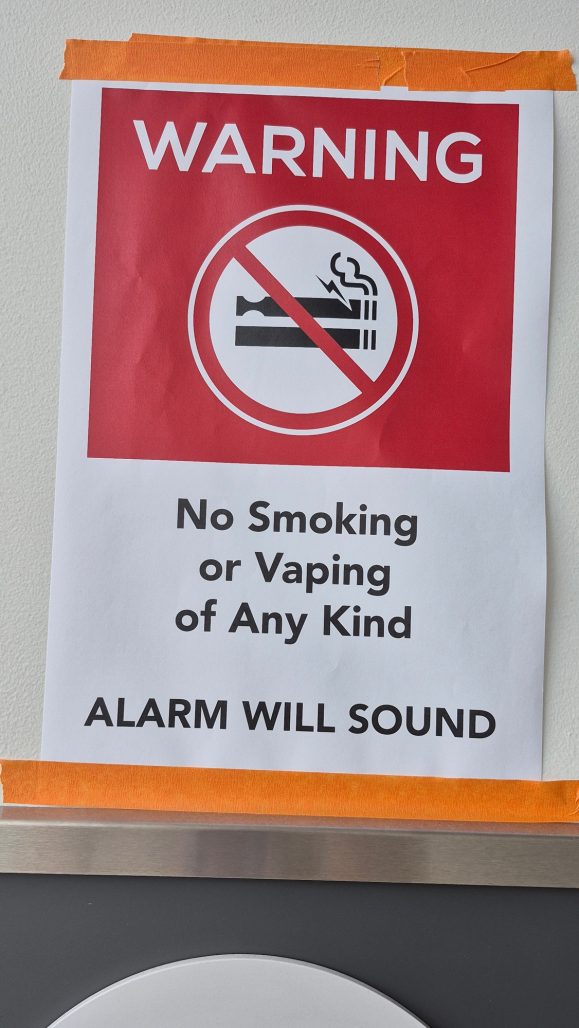 WARNING
No Smoking
or Vaping
of Any Kind
ALARM WILL SOUND